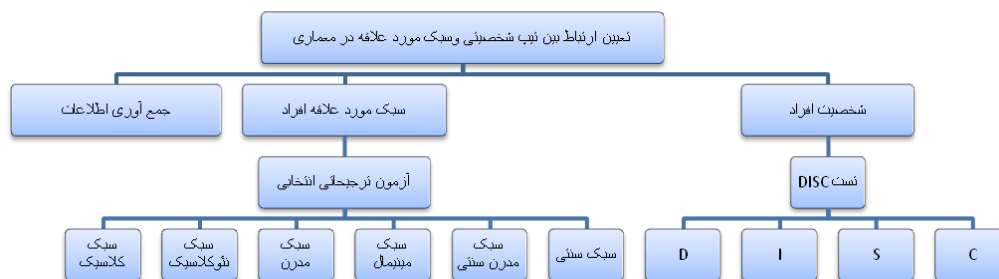 تعیین ارتباط بین تیپ شخصیتی وسبک مورد علاقه در معماری
شخصیت افراد
سبک مورد علاقه افراد
جمع آوری اطلاعات
تست DISC
آزمون ترجیحاتی انتخابی
C
S
I
D
سبک سنتی
سبک
مدرن سنتی
سبک
مینیمال
سبک
مدرن
سبک
نئوکلاسیک
سبک
کلاسیک